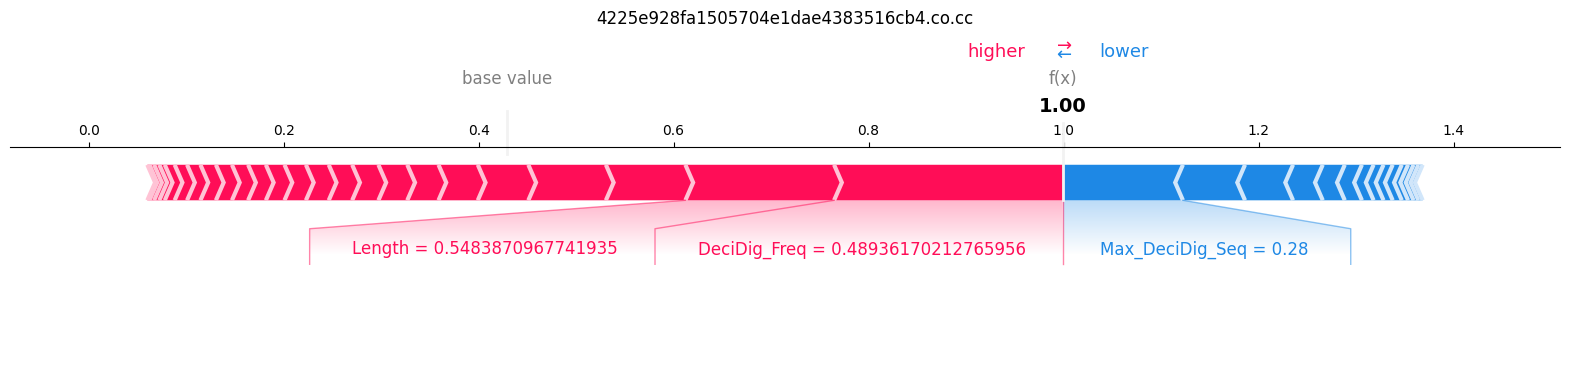 4225e928fa1505704e1dae4383516cb4.co.cc
higher ⇄ lower
base value f(x)
1.00
0.0 0.2 0.4 0.6 0.8 1.0 1.2 1.4
Length = 0.5483870967741935 DeciDig_Freq = 0.48936170212765956 Max_DeciDig_Seq = 0.28